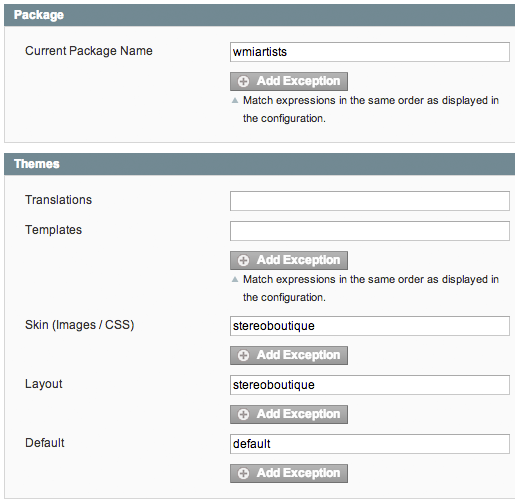 Package
Current Package Name
wmiartists
Add Exception
Match expressions in the same order as displayed in
the configuration.
Themes
Translations
Templates
Add Exception
Match expressions in the same order as displayed in
the configuration.
Skin (Images / CSS)
stereoboutique
Add Exception
Layout
stereoboutique
Add Exception
Default
default
Add Exception